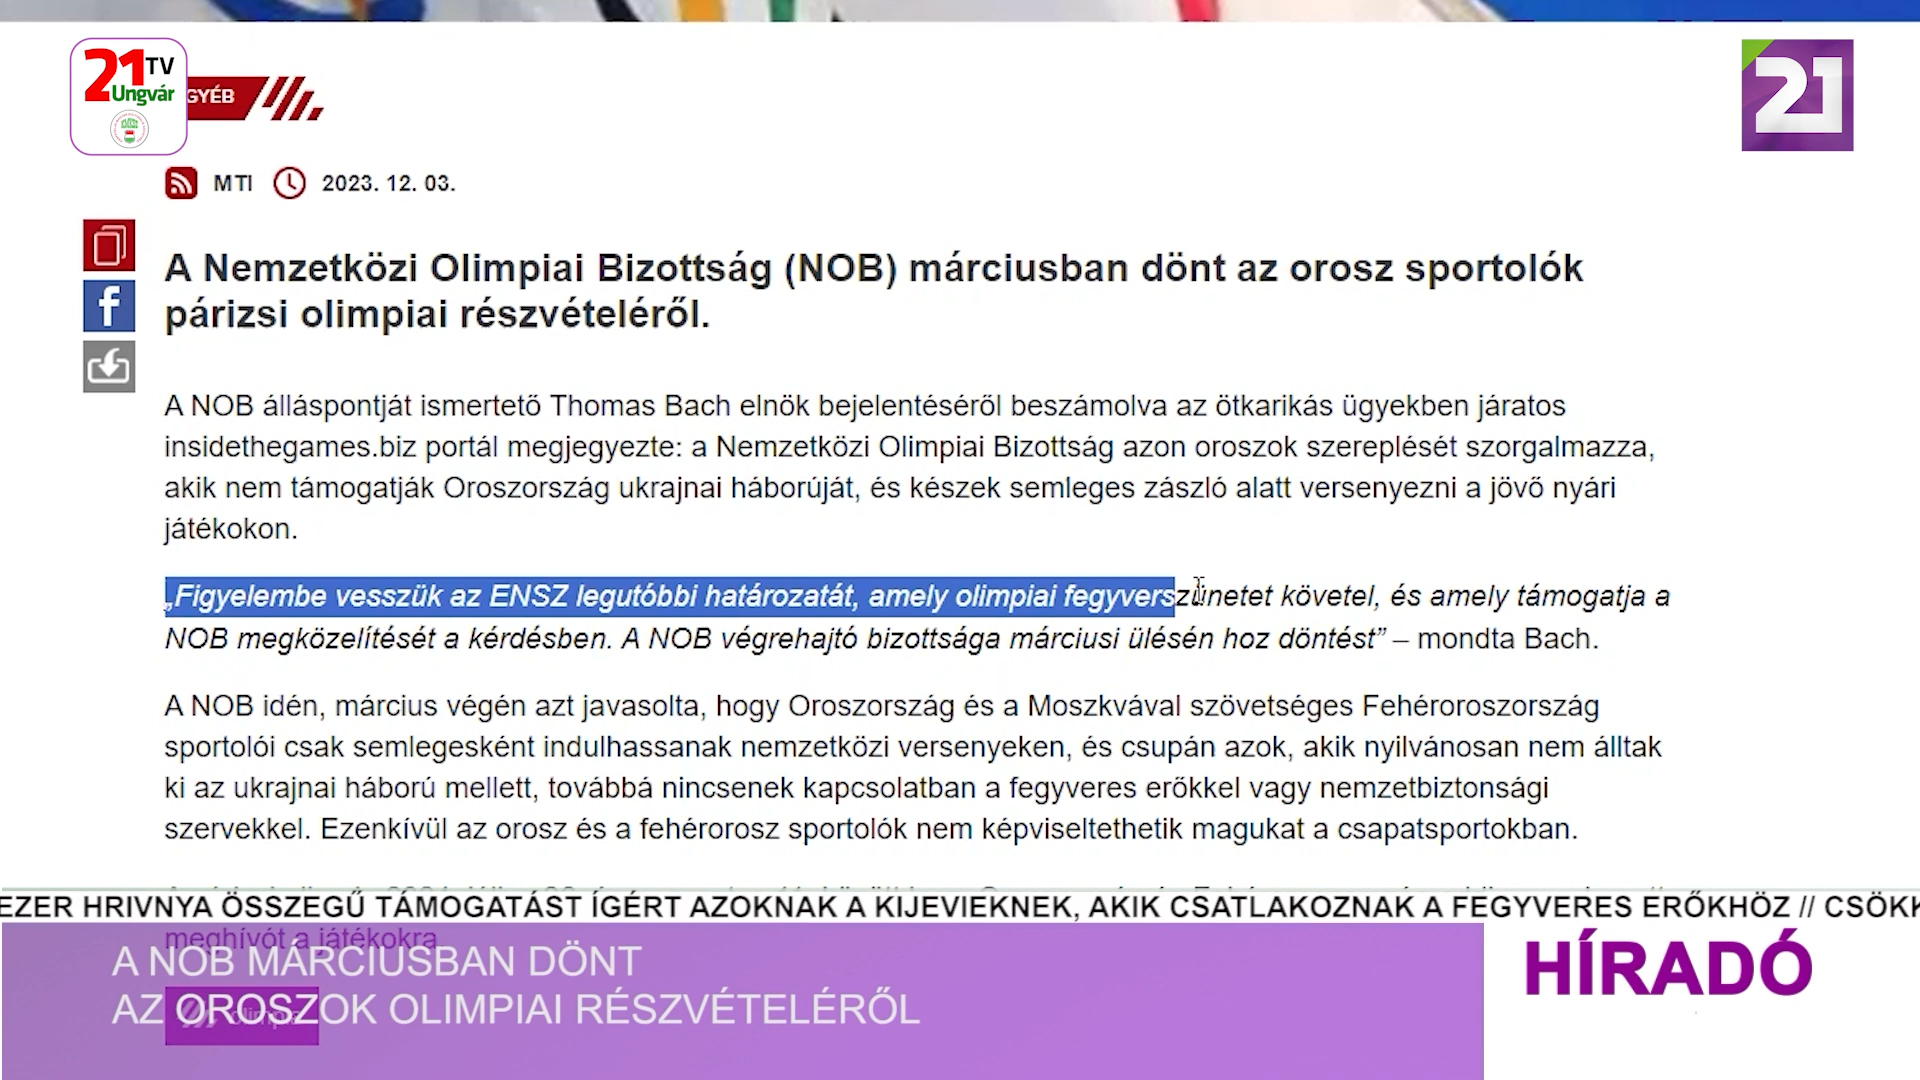 21 TV
Ungvár
GYÉB
21
MTI 2023. 12. 03.
A Nemzetközi Olimpiai Bizottság (NOB) márciusban dönt az orosz sportolók
párizsi olimpiai részvételéről.
A NOB álláspontját ismertető Thomas Bach elnök bejelentéséről beszámolva az ötkarikás ügyekben járatos
insidethegames.biz portál megjegyezte: a Nemzetközi Olimpiai Bizottság azon oroszok szereplését szorgalmazza,
akik nem támogatják Oroszország ukrajnai háborúját, és készek semleges zászló alatt versenyezni a jövő nyári
játékokon.
„Figyelembe vesszük az ENSZ legutóbbi határozatát, amely olimpiai fegyverszünetet követel, és amely támogatja a
NOB megközelítését a kérdésben. A NOB végrehajtó bizottsága márciusi ülésén hoz döntést” – mondta Bach.
A NOB idén, március végén azt javasolta, hogy Oroszország és a Moszkvával szövetséges Fehéroroszország
sportolói csak semlegesként indulhassanak nemzetközi versenyeken, és csupán azok, akik nyilvánosan nem álltak
ki az ukrajnai háború mellett, továbbá nincsenek kapcsolatban a fegyveres erőkkel vagy nemzetbiztonsági
szervekkel. Ezenkívül az orosz és a fehérorosz sportolók nem képviseltethetik magukat a csapatsportokban.
EZER HRIVNYA ÖSSZEGŰ TÁMOGATÁST ÍGÉRT AZOKNAK A KIJEVIEKNEK, AKIK CSATLAKOZNAK A FEGYVERES ERŐKHÖZ // CSÖKK
meghívót a játékokra
A NOB MÁRCIUSBAN DÖNT
AZ OROSZOK OLIMPIAI RÉSZVÉTELÉRŐL
HÍRADÓ